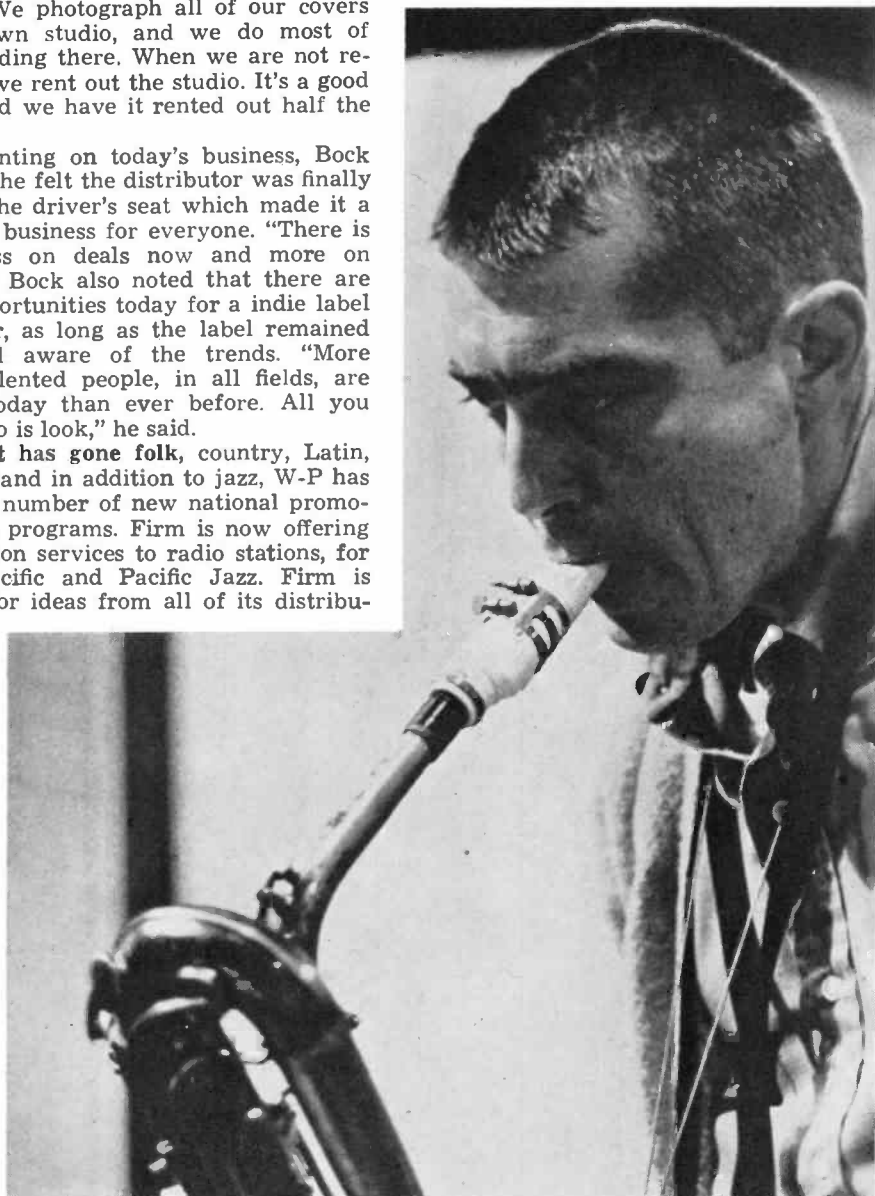 We photograph all of our covers
wn studio, and we do most of
ding there. When we are not re-
ve rent out the studio. It's a good
d we have it rented out half the
nting on today's business, Bock
he felt the distributor was finally
he driver's seat which made it a
business for everyone. "There is
ss on deals now and more on
Bock also noted that there are
ortunities today for a indie label
r, as long as the label remained
l aware of the trends. "More
lented people, in all fields, are
oday than ever before. All you
o is look," he said.
t has gone folk, country, Latin,
and in addition to jazz, W-P has
number of new national promo-
programs. Firm is now offering
on services to radio stations, for
cific and Pacific Jazz. Firm is
or ideas from all of its distribu-